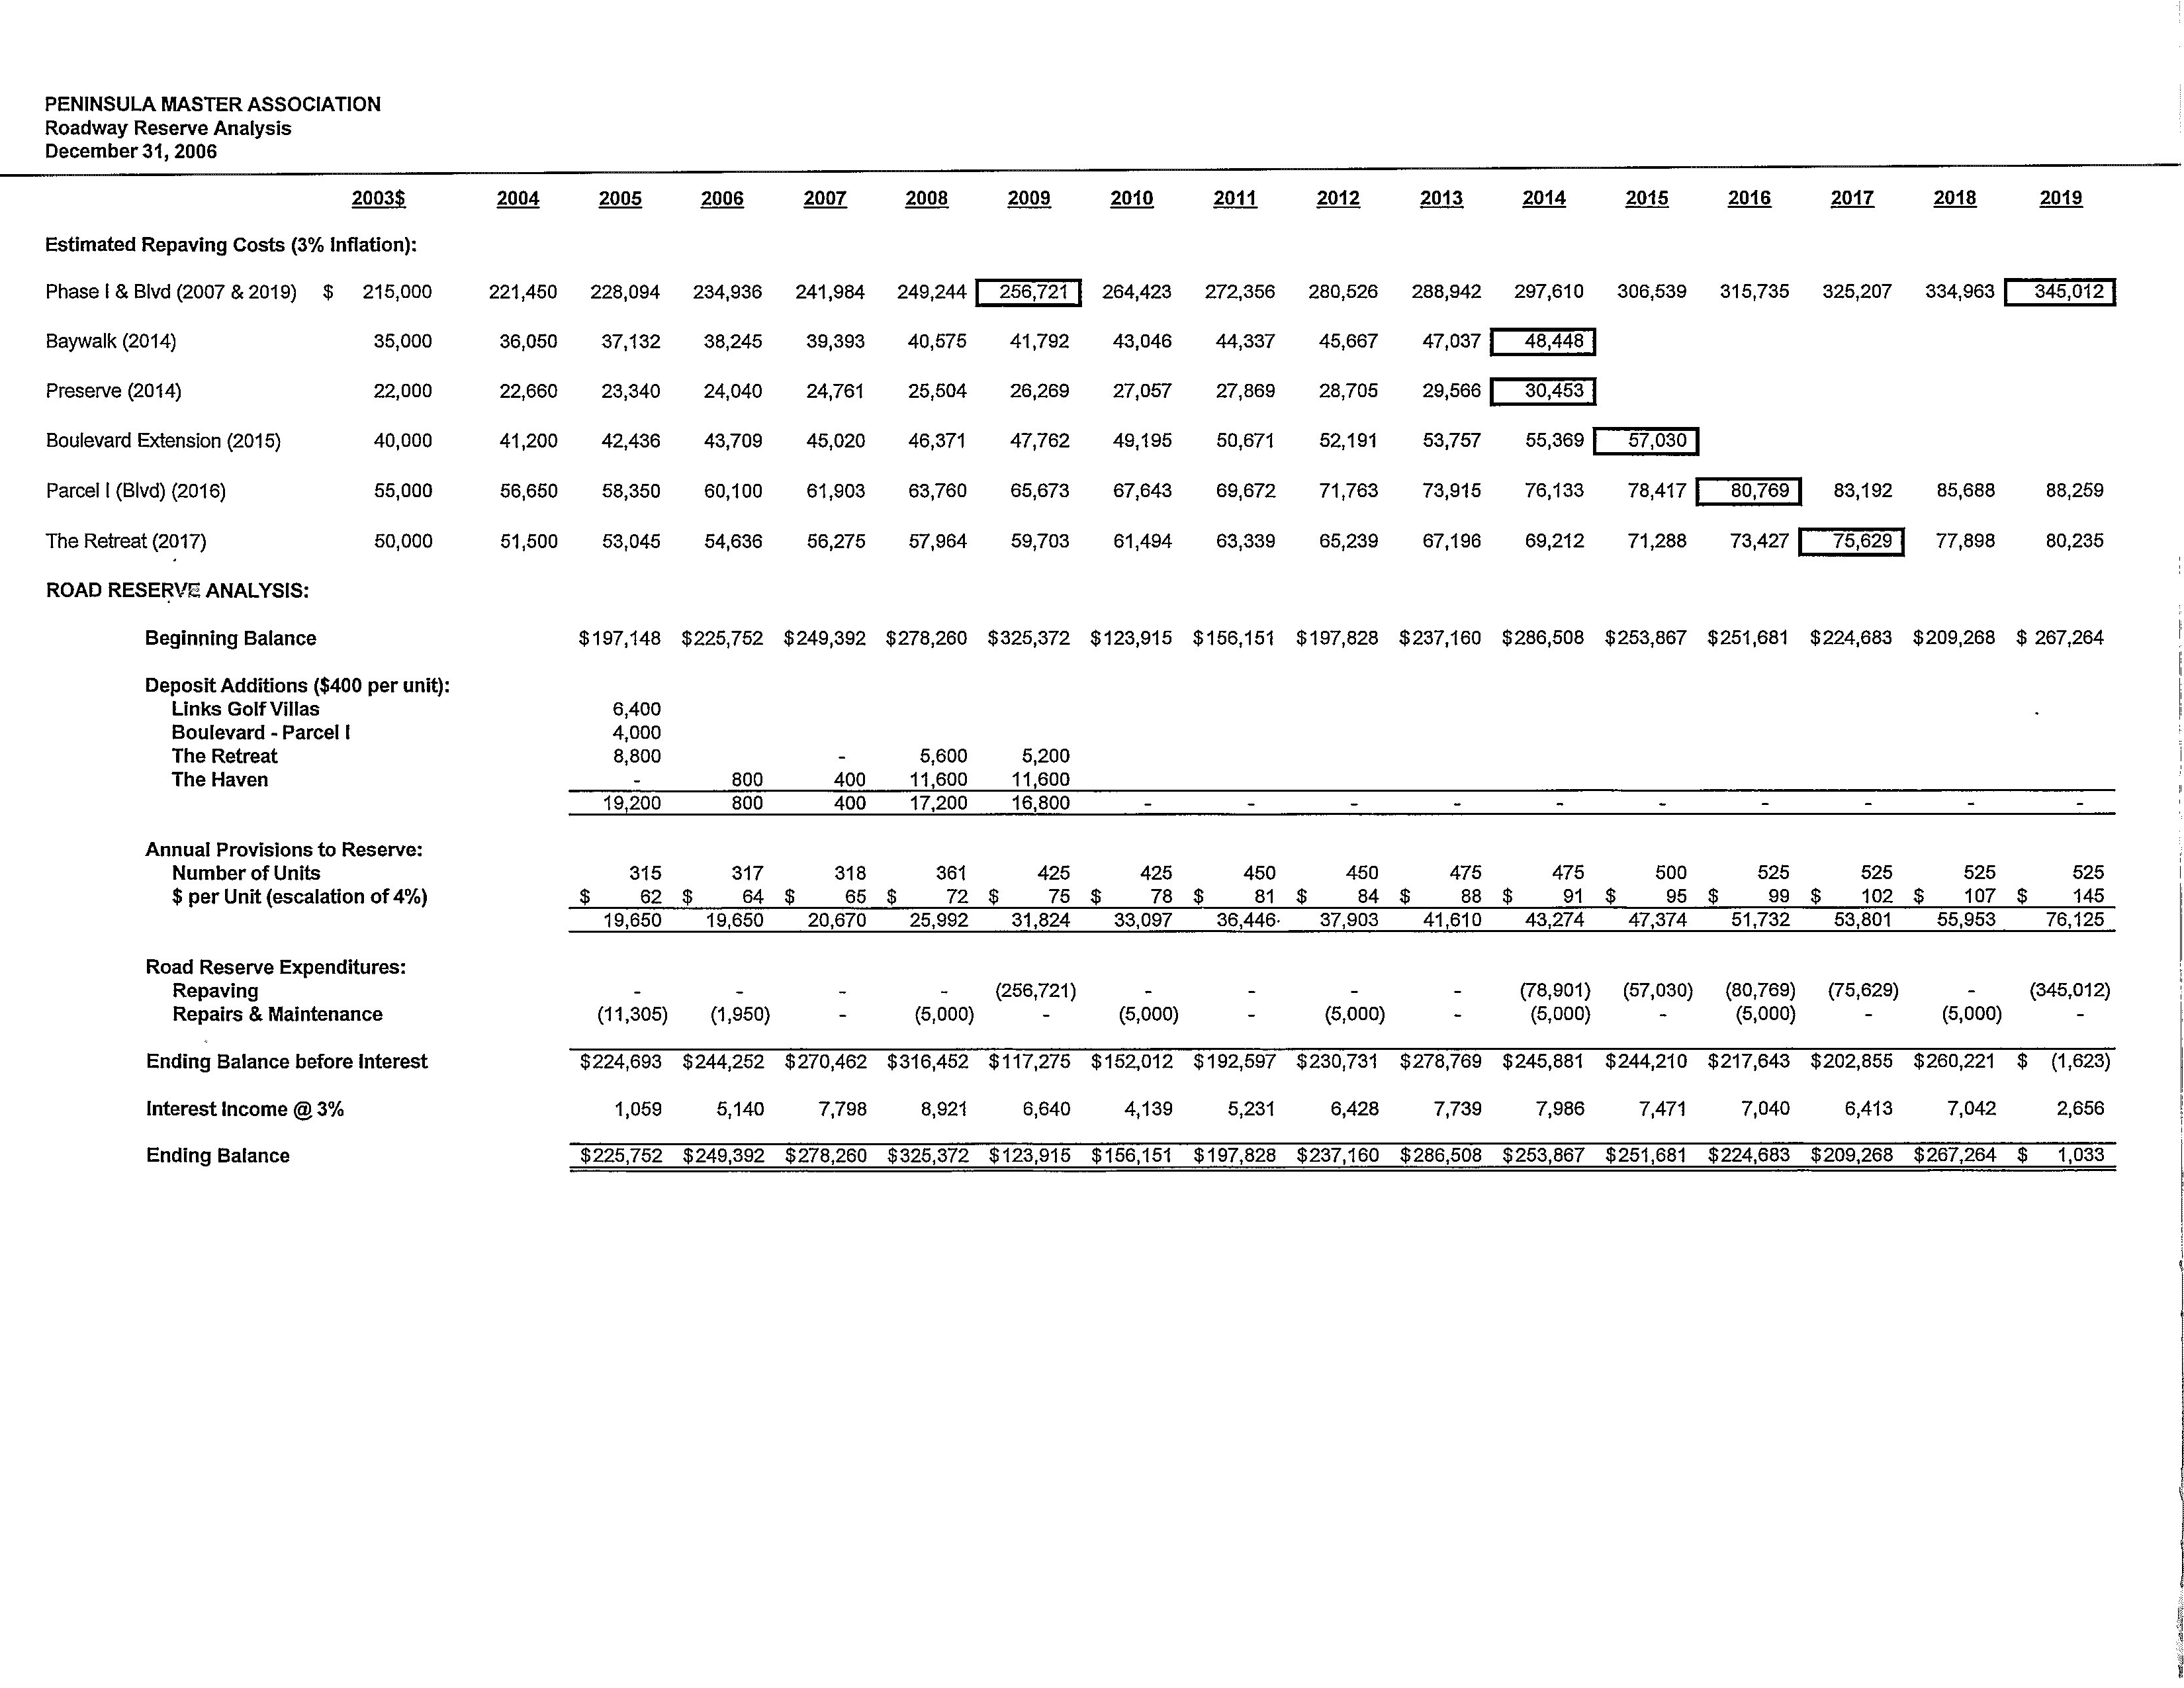 PENINSULA MASTER ASSOCIATION
Roadway Reserve Analysis
December 31, 2006
2003$ 2004 2005 2006 2007 2008 2009 2010 2011 2012 2013 2014 2015 2016 2017 2018 2019
Estimated Repaving Costs (3% Inflation):
Phase I & Blvd (2007 & 2019) $ 215,000 221,450 228,094 234,936 241,984 249,244 256,721 264,423 272,356 280,526 288,942 297,610 306,539 315,735 325,207 334,963 345,012
Baywalk (2014) 35,000 36,050 37,132 38,245 39,393 40,575 41,792 43,046 44,337 45,667 47,037 48,448
Preserve (2014) 22,000 22,660 23,340 24,040 24,761 25,504 26,269 27,057 27,869 28,705 29,566 30,453
Boulevard Extension (2015) 40,000 41,200 42,436 43,709 45,020 46,371 47,762 49,195 50,671 52,191 53,757 55,369 57,030
Parcel I (Blvd) (2016) 55,000 56,650 58,350 60,100 61,903 63,760 65,673 67,643 69,672 71,763 73,915 76,133 78,417 80,769 83,192 85,688 88,259
The Retreat (2017) 50,000 51,500 53,045 54,636 56,275 57,964 59,703 61,494 63,339 65,239 67,196 69,212 71,288 73,427 75,629 77,898 80,235
ROAD RESERVE ANALYSIS:
Beginning Balance $197,148 $225,752 $249,392 $278,260 $325,372 $123,915 $156,151 $197,828 $237,160 $286,508 $253,867 $251,681 $224,683 $209,268 $ 267,264
Deposit Additions ($400 per unit):
Links Golf Villas 6,400
Boulevard - Parcel I 4,000
The Retreat 8,800 - 5,600 5,200
The Haven - 800 400 11,600 11,600
19,200 800 400 17,200 16,800 - - - - - - - - - -
Annual Provisions to Reserve:
Number of Units 315 317 318 361 425 425 450 450 475 475 500 525 525 525 525
$ per Unit (escalation of 4%) $ 62 $ 64 $ 65 $ 72 $ 75 $ 78 $ 81 $ 84 $ 88 $ 91 $ 95 $ 99 $ 102 $ 107 $ 145
19,650 19,650 20,670 25,992 31,824 33,097 36,446 37,903 41,610 43,274 47,374 51,732 53,801 55,953 76,125
Road Reserve Expenditures:
Repaving - - - - (256,721) - - - - (78,901) (57,030) (80,769) (75,629) - (345,012)
Repairs & Maintenance (11,305) (1,950) - (5,000) - (5,000) - (5,000) - (5,000) - (5,000) - (5,000) -
Ending Balance before Interest $224,693 $244,252 $270,462 $316,452 $117,275 $152,012 $192,597 $230,731 $278,769 $245,881 $244,210 $217,643 $202,855 $260,221 $ (1,623)
Interest Income @ 3% 1,059 5,140 7,798 8,921 6,640 4,139 5,231 6,428 7,739 7,986 7,471 7,040 6,413 7,042 2,656
Ending Balance $225,752 $249,392 $278,260 $325,372 $123,915 $156,151 $197,828 $237,160 $286,508 $253,867 $251,681 $224,683 $209,268 $267,264 $ 1,033